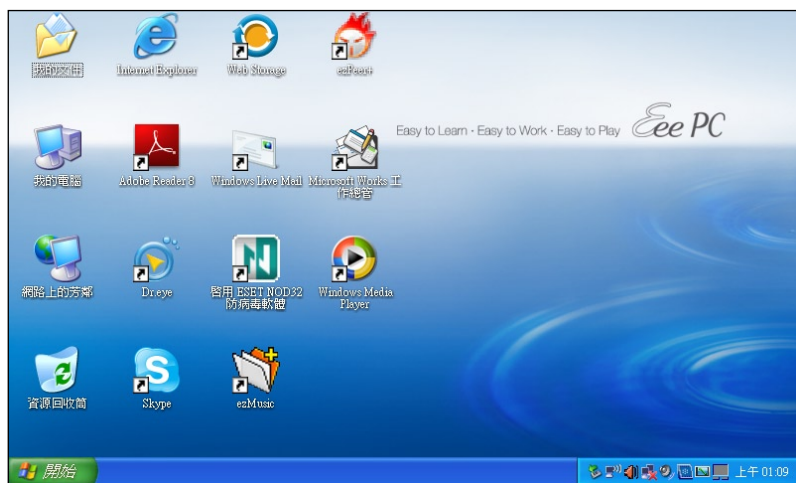 我的文件
Internet Explorer
Web Storage
ezPeer+
Easy to Learn · Easy to Work · Easy to Play
Eee PC
我的電腦
Adobe Reader 8
Windows Live Mail
Microsoft Works 工
作總管
網路上的芳鄰
Dr.eye
啓用 ESET NOD32
防病毒軟體
Windows Media
Player
資源回收筒
Skype
ezMusic
開始
上午 01:09